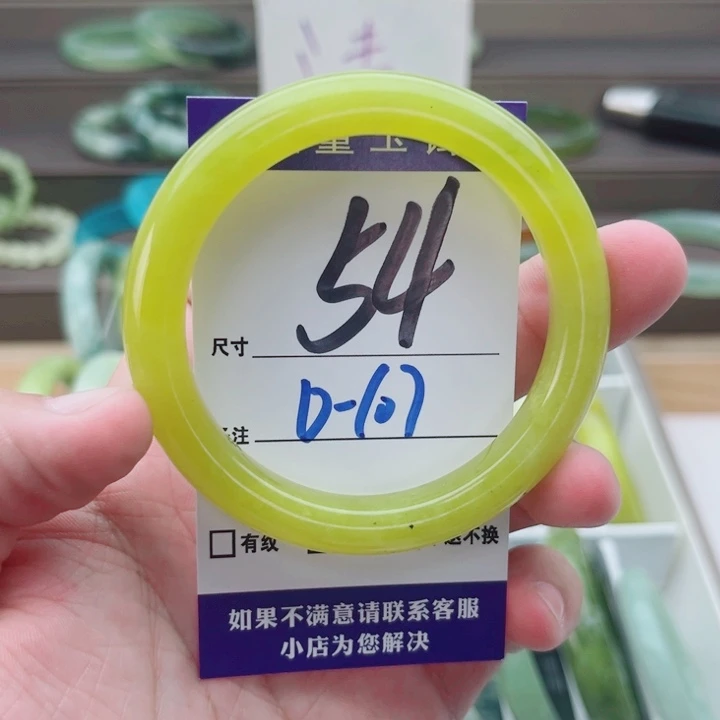 54
尺寸
D-107
注
有纹
不换
如果不满意请联系客服
小店为您解决